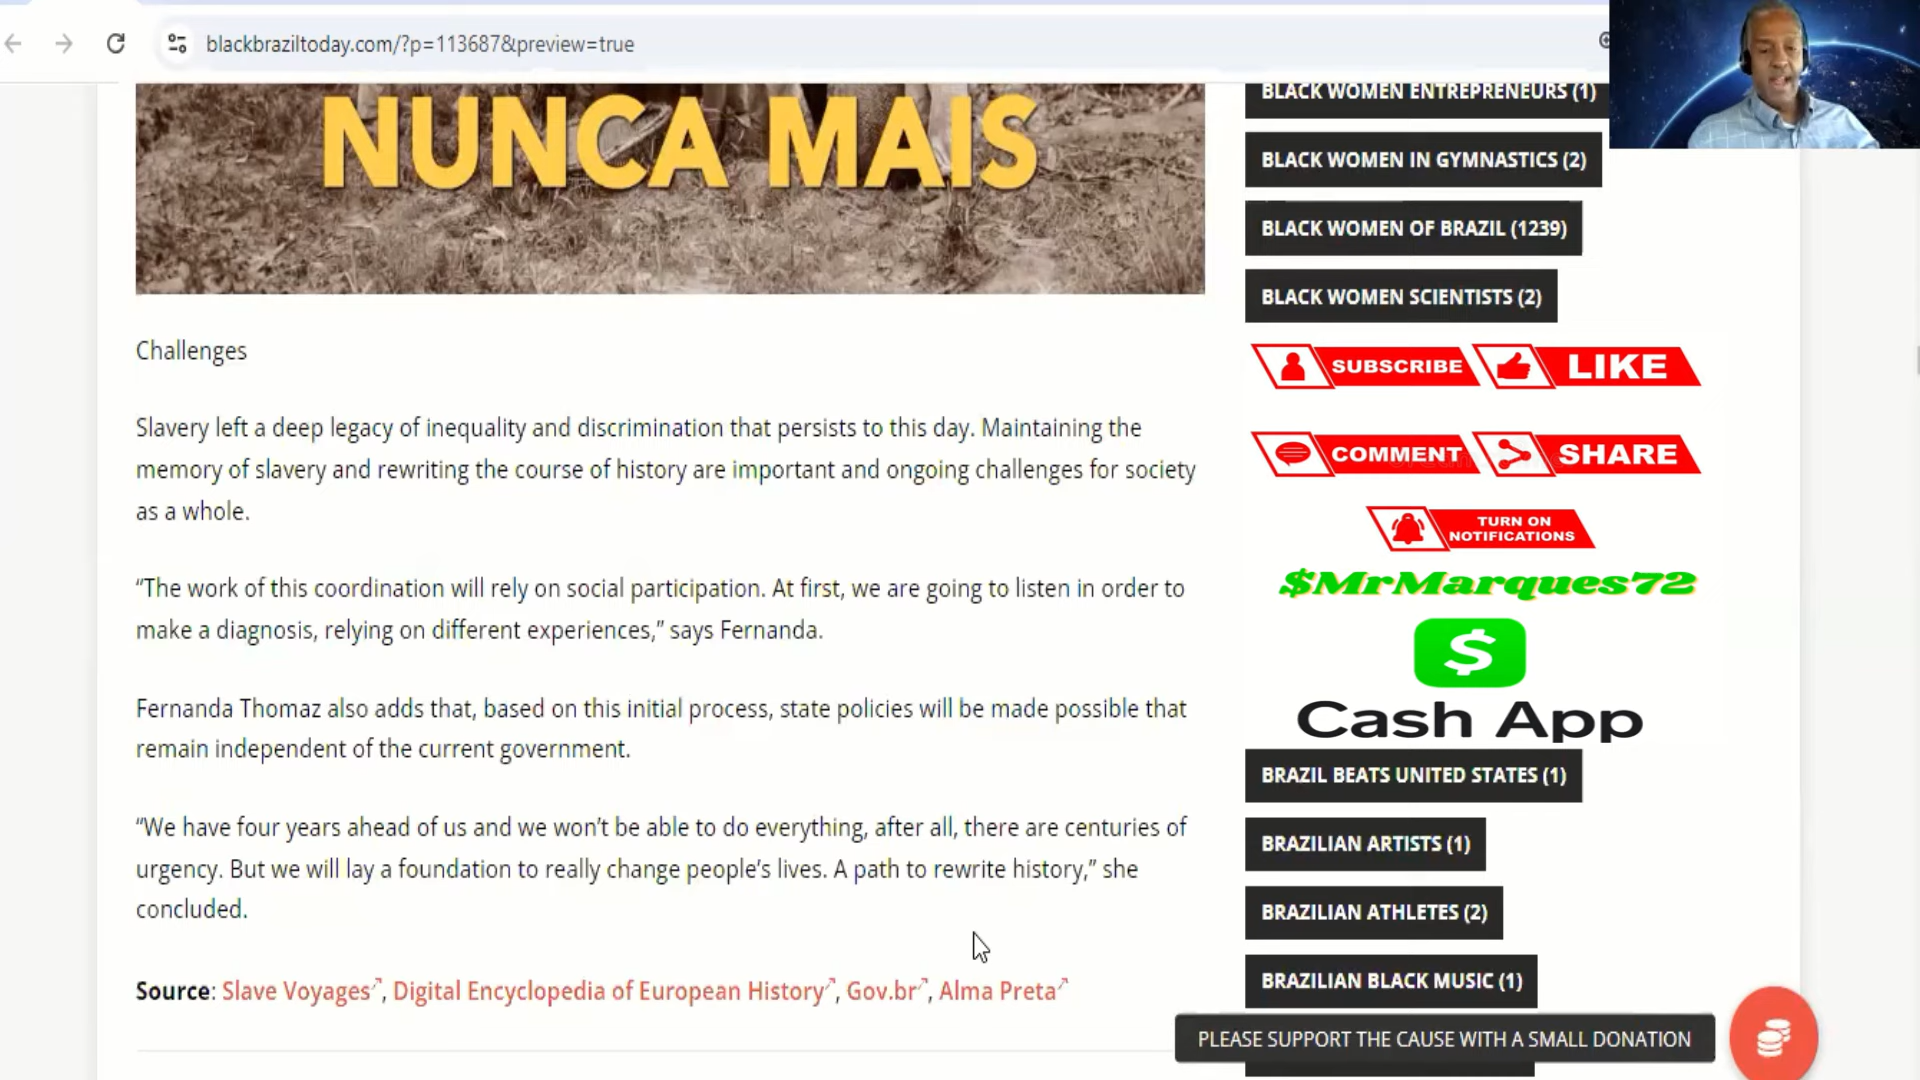 blackbraziltoday.com/?p=113687&preview=true
NUNCA MAIS
Challenges
Slavery left a deep legacy of inequality and discrimination that persists to this day. Maintaining the
memory of slavery and rewriting the course of history are important and ongoing challenges for society
as a whole.
“The work of this coordination will rely on social participation. At first, we are going to listen in order to
make a diagnosis, relying on different experiences,” says Fernanda.
Fernanda Thomaz also adds that, based on this initial process, state policies will be made possible that
remain independent of the current government.
“We have four years ahead of us and we won’t be able to do everything, after all, there are centuries of
urgency. But we will lay a foundation to really change people’s lives. A path to rewrite history,” she
concluded.
Source: Slave Voyages, Digital Encyclopedia of European History, Gov.br, Alma Preta
BLACK WOMEN ENTREPRENEURS (1)
BLACK WOMEN IN GYMNASTICS (2)
BLACK WOMEN OF BRAZIL (1239)
BLACK WOMEN SCIENTISTS (2)
SUBSCRIBE LIKE
COMMENT SHARE
TURN ON
NOTIFICATIONS
$MrMarques72
$
Cash App
BRAZIL BEATS UNITED STATES (1)
BRAZILIAN ARTISTS (1)
BRAZILIAN ATHLETES (2)
BRAZILIAN BLACK MUSIC (1)
PLEASE SUPPORT THE CAUSE WITH A SMALL DONATION